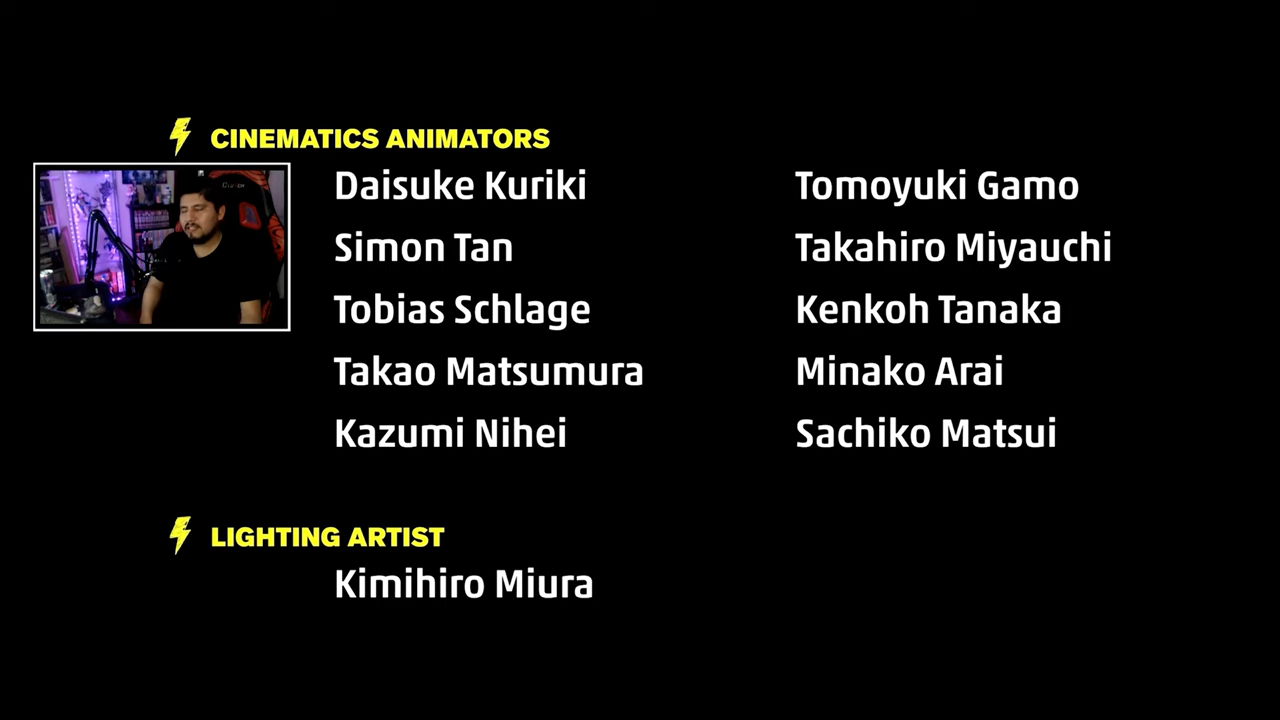 CINEMATICS ANIMATORS
Daisuke Kuriki Tomoyuki Gamo
Simon Tan Takahiro Miyauchi
Tobias Schlage Kenkoh Tanaka
Takao Matsumura Minako Arai
Kazumi Nihei Sachiko Matsui
LIGHTING ARTIST
Kimihiro Miura